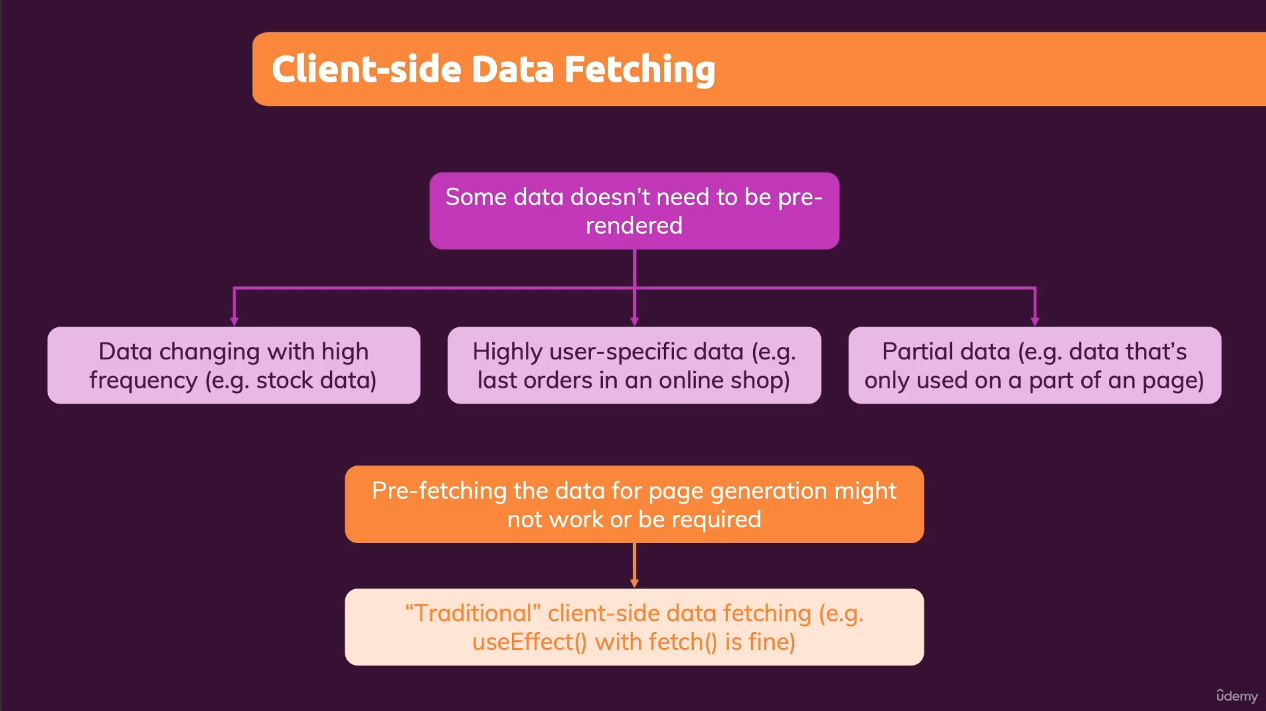 Client-side Data Fetching
Some data doesn’t need to be pre-
rendered
Data changing with high
frequency (e.g. stock data)
Highly user-specific data (e.g.
last orders in an online shop)
Partial data (e.g. data that’s
only used on a part of an page)
Pre-fetching the data for page generation might
not work or be required
“Traditional” client-side data fetching (e.g.
useEffect() with fetch() is fine)
ûdemy